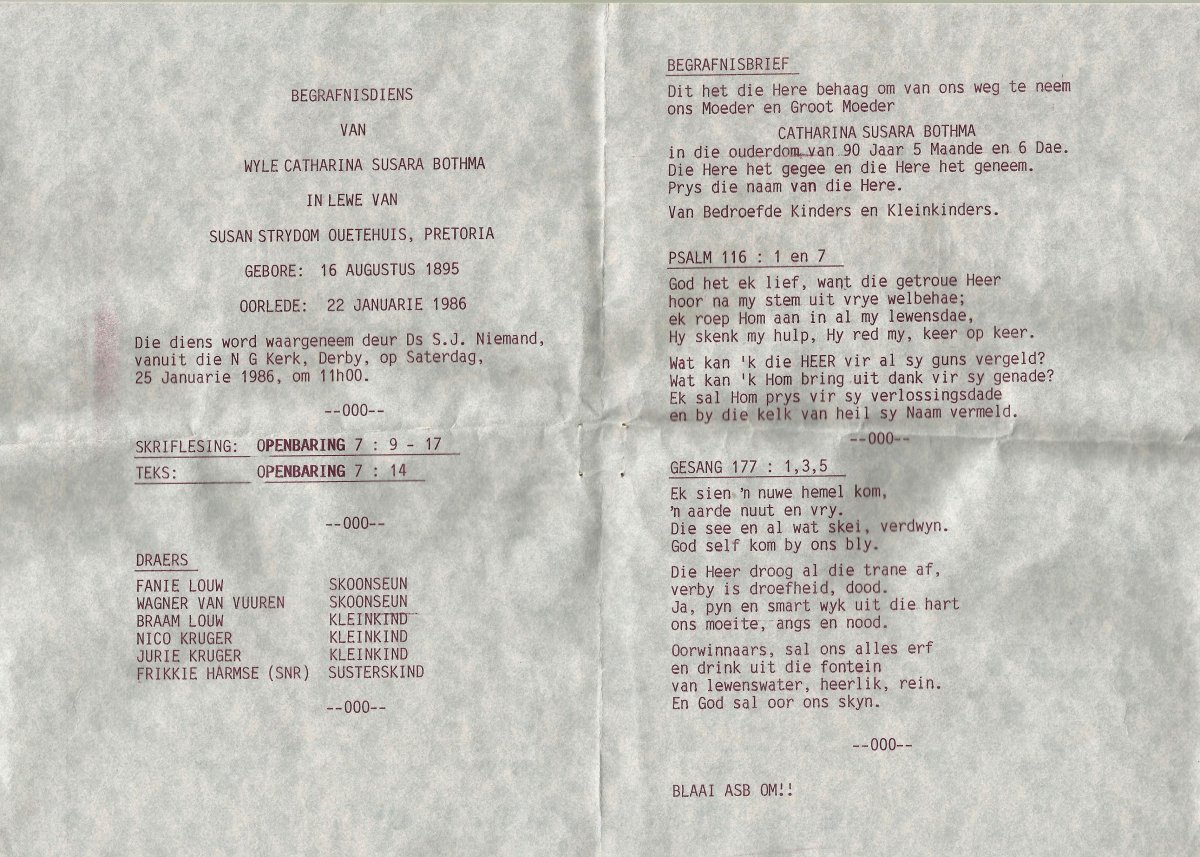 BEGRAFNISDIENS
VAN
WYLE CATHARINA SUSARA BOTHMA
IN LEWE VAN
SUSAN STRYDOM OUETEHUIS, PRETORIA
GEBORE: 16 AUGUSTUS 1895
OORLEDE: 22 JANUARIE 1986
Die diens word waargeneem deur Ds S.J. Niemand,
vanuit die N G Kerk, Derby, op Saterdag,
25 Januarie 1986, om 11h00.
--000--
SKRIFLESING: OPENBARING 7 : 9 - 17
TEKS: OPENBARING 7 : 14
--000--
DRAERS
FANIE LOUW SKOONSEUN
WAGNER VAN VUUREN SKOONSEUN
BRAAM LOUW KLEINKIND
NICO KRUGER KLEINKIND
JURIE KRUGER KLEINKIND
FRIKKIE HARMSE (SNR) SUSTERSKIND
--000--
BEGRAFNISBRIEF
Dit het die Here behaag om van ons weg te neem
ons Moeder en Groot Moeder
CATHARINA SUSARA BOTHMA
in die ouderdom van 90 Jaar 5 Maande en 6 Dae.
Die Here het gegee en die Here het geneem.
Prys die naam van die Here.
Van Bedroefde Kinders en Kleinkinders.
PSALM 116 : 1 en 7
God het ek lief, want die getroue Heer
hoor na my stem uit vrye welbehae;
ek roep Hom aan in al my lewensdae,
Hy skenk my hulp, Hy red my, keer op keer.
Wat kan 'k die HEER vir al sy guns vergeld?
Wat kan 'k Hom bring uit dank vir sy genade?
Ek sal Hom prys vir sy verlossingsdade
en by die kelk van heil sy Naam vermeld.
--000--
GESANG 177 : 1,3,5
Ek sien 'n nuwe hemel kom,
'n aarde nuut en vry.
Die see en al wat skei, verdwyn.
God self kom by ons bly.
Die Heer droog al die trane af,
verby is droefheid, dood.
Ja, pyn en smart wyk uit die hart
ons moeite, angs en nood.
Oorwinnaars, sal ons alles erf
en drink uit die fontein
van lewenswater, heerlik, rein.
En God sal oor ons skyn.
--000--
BLAAI ASB OM!!